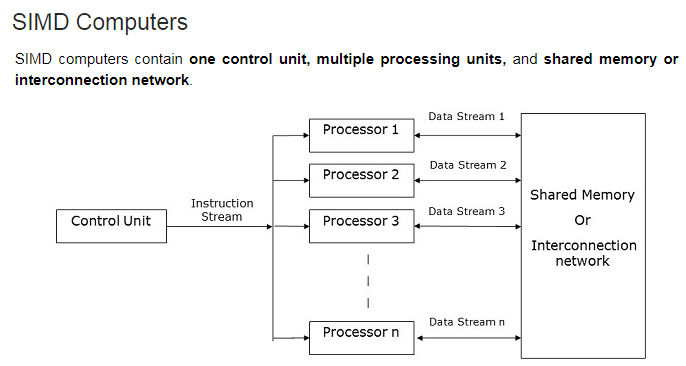 SIMD Computers
SIMD computers contain one control unit, multiple processing units, and shared memory or
interconnection network.
Data Stream 1
Processor 1
Data Stream 2
Processor 2
Shared Memory
Instruction
Stream
Data Stream 3
Control Unit
Processor 3
Or
Interconnection
network
Data Stream n
Processor n